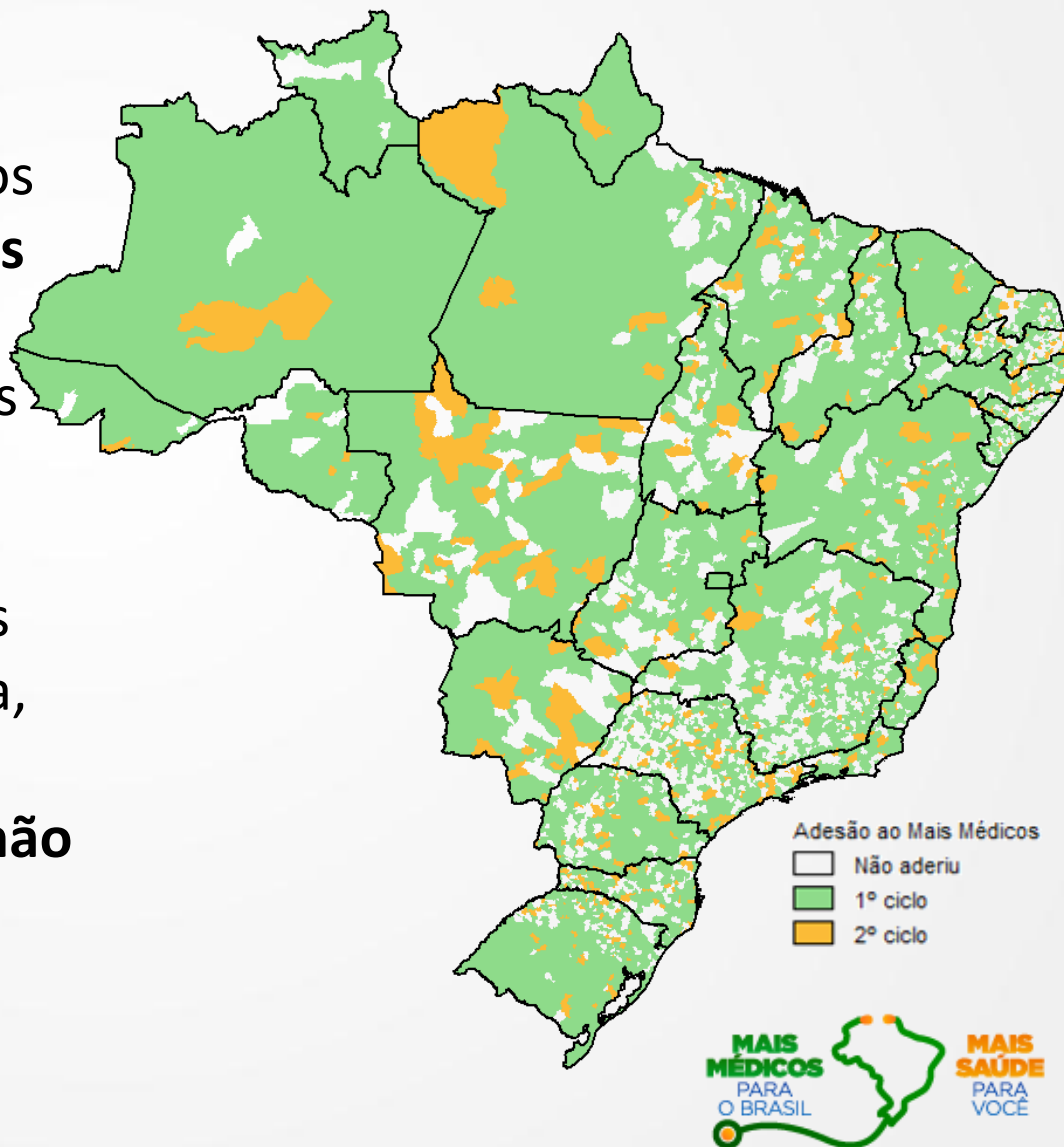 os
s
s
s
a,
não
Adesão ao Mais Médicos
Não aderiu
1º ciclo
2º ciclo
MAIS
MÉDICOS
PARA
O BRASIL
MAIS
SAÚDE
PARA
VOCÊ